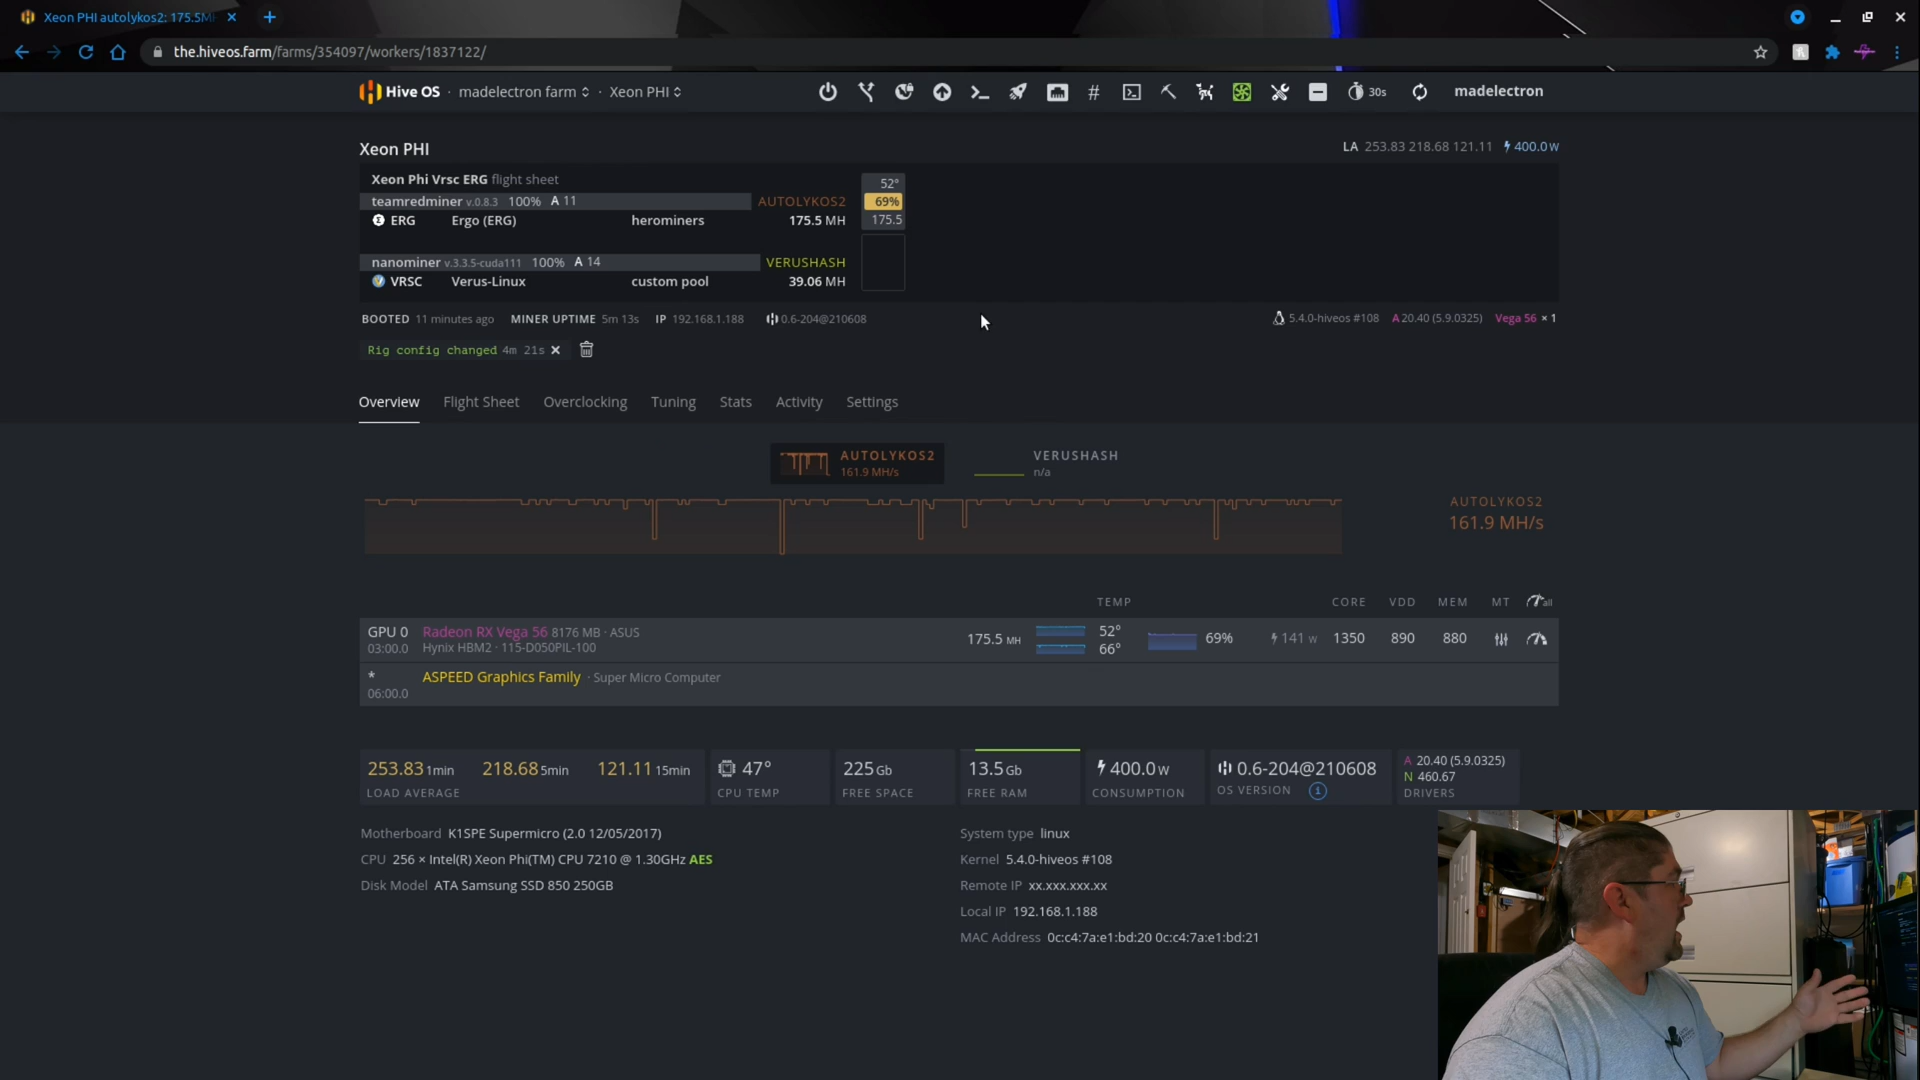 Xeon PHI autolykos2: 175.5M
the.hiveos.farm/farms/354097/workers/1837122/
Hive OS · madelectron farm · Xeon PHI
# 30s madelectron
Xeon PHI
LA 253.83 218.68 121.11 400.0 W
Xeon Phi Vrsc ERG flight sheet
teamredminer v.0.8.3 100% A 11 AUTOLYKOS2
ERG Ergo (ERG) herominers 175.5 MH
52°
69%
175.5
nanominer v.3.3.5-cuda111 100% A 14 VERUSHASH
VRSC Verus-Linux custom pool 39.06 MH
BOOTED 11 minutes ago MINER UPTIME 5m 13s IP 192.168.1.188 0.6-204@210608
5.4.0-hiveos #108 A 20.40 (5.9.0325) Vega 56 × 1
Rig config changed 4m 21s
Overview Flight Sheet Overclocking Tuning Stats Activity Settings
AUTOLYKOS2
161.9 MH/s
VERUSHASH
n/a
AUTOLYKOS2
161.9 MH/s
TEMP CORE VDD MEM MT all
GPU 0 Radeon RX Vega 56 8176 MB · ASUS
03:00.0 Hynix HBM2 · 115-D050PIL-100
175.5 MH 52° 66° 69% 141 W 1350 890 880
* ASPEED Graphics Family · Super Micro Computer
06:00.0
253.83 1min 218.68 5min 121.11 15min
LOAD AVERAGE
47°
CPU TEMP
225 Gb
FREE SPACE
13.5 Gb
FREE RAM
400.0 W
CONSUMPTION
0.6-204@210608
OS VERSION
A 20.40 (5.9.0325)
N 460.67
DRIVERS
Motherboard K1SPE Supermicro (2.0 12/05/2017)
CPU 256 × Intel(R) Xeon Phi(TM) CPU 7210 @ 1.30GHz AES
Disk Model ATA Samsung SSD 850 250GB
System type linux
Kernel 5.4.0-hiveos #108
Remote IP xx.xxx.xxx.xx
Local IP 192.168.1.188
MAC Address 0c:c4:7a:e1:bd:20 0c:c4:7a:e1:bd:21